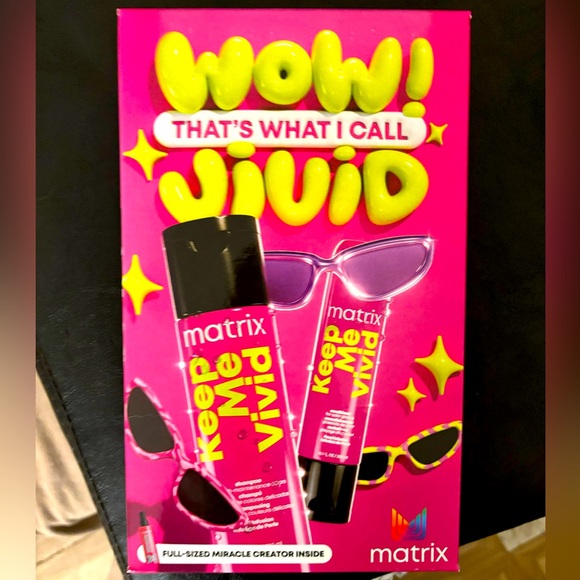 WOW!
THAT'S WHAT I CALL
ViViD
matrix
Keep
Me
Vivid
shampoo
matrix
Keep
Me
Vivid
FULL-SIZED MIRACLE CREATOR INSIDE
matrix